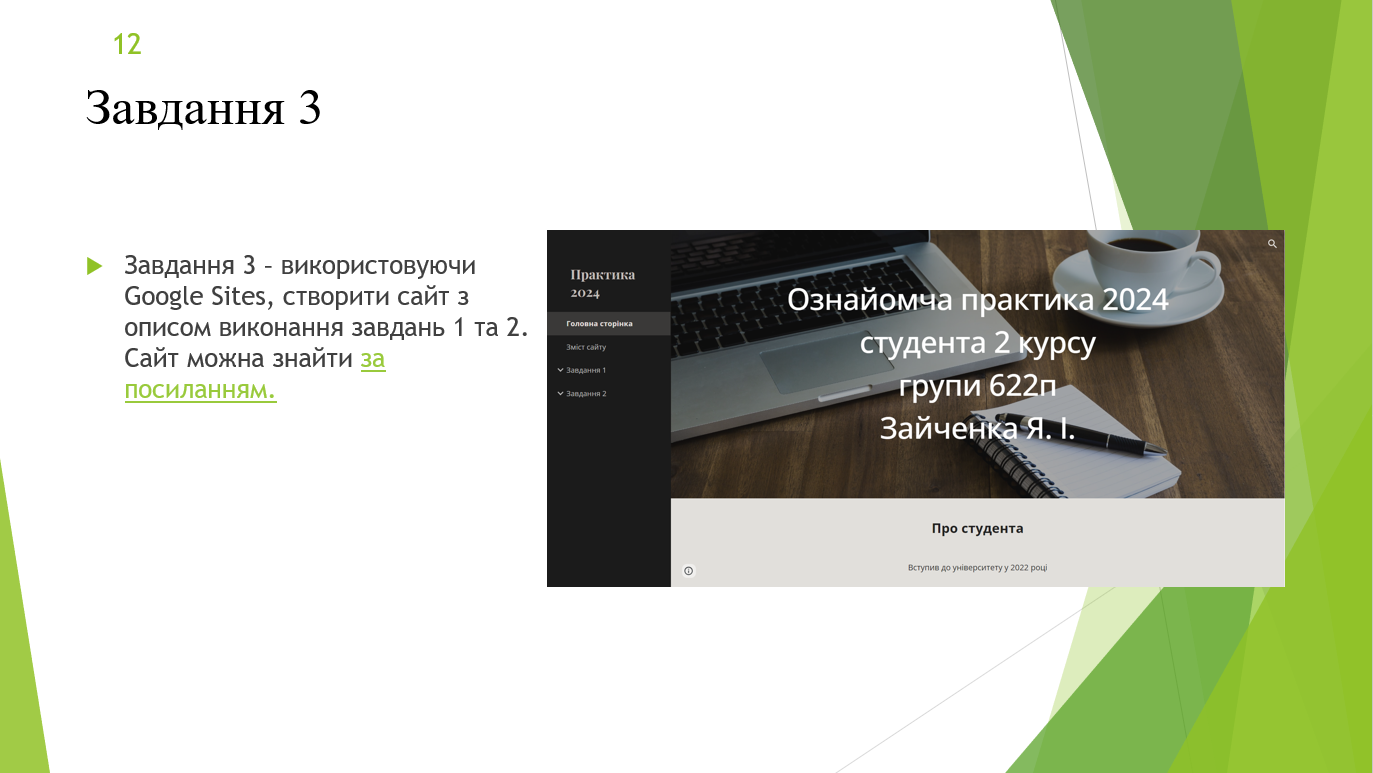 12
Завдання 3
Завдання 3 – використовуючи
Google Sites, створити сайт з
описом виконання завдань 1 та 2.
Сайт можна знайти за
посиланням.
Практика
2024
Головна сторінка
Зміст сайту
Завдання 1
Завдання 2
Ознайомча практика 2024
студента 2 курсу
групи 622п
Зайченка Я. І.
Про студента
Вступив до університету у 2022 році